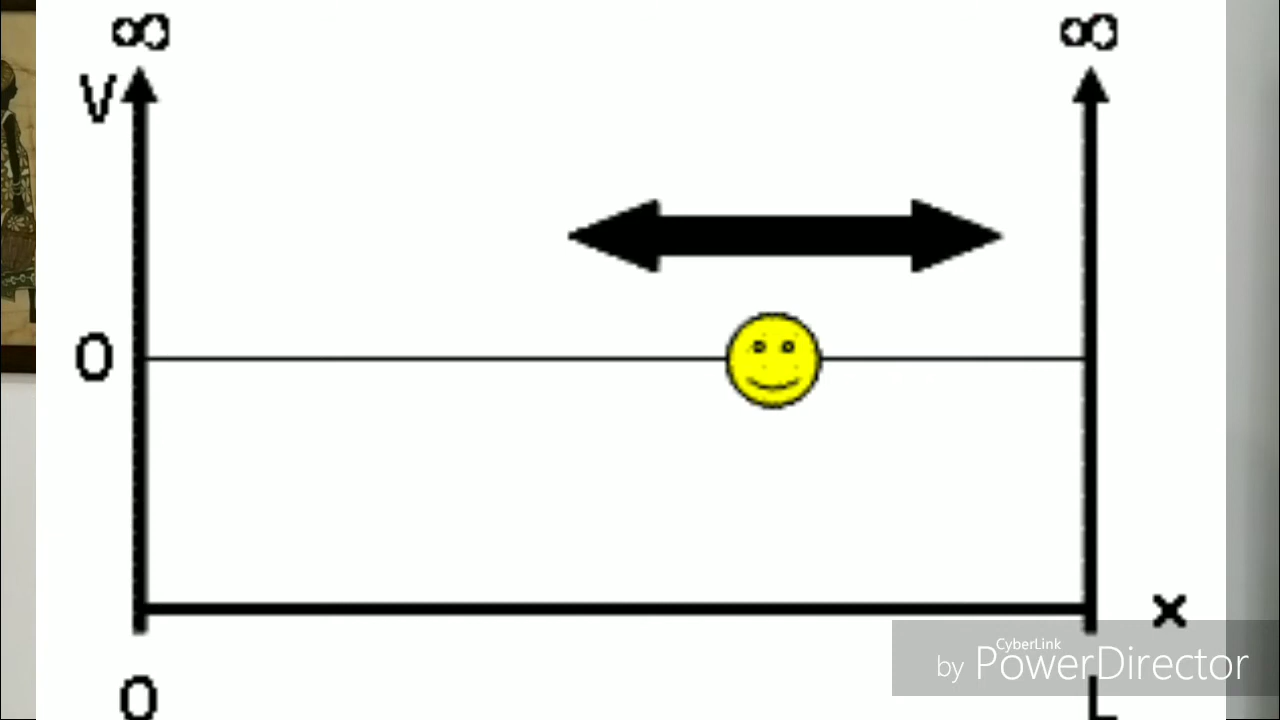 ∞ ∞
V
0
x
CyberLink
by PowerDirector
0 L